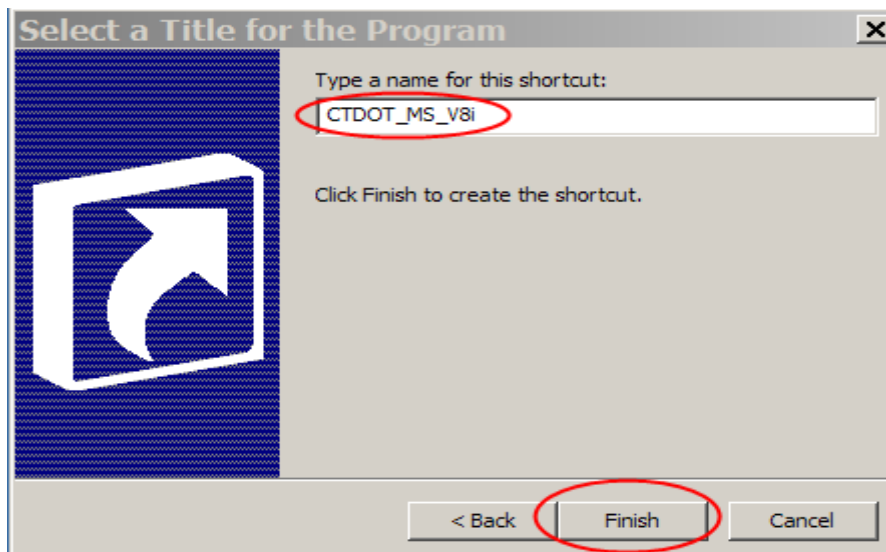 Select a Title for the Program
Type a name for this shortcut:
CTDOT_MS_V8i
Click Finish to create the shortcut.
< Back
Finish
Cancel